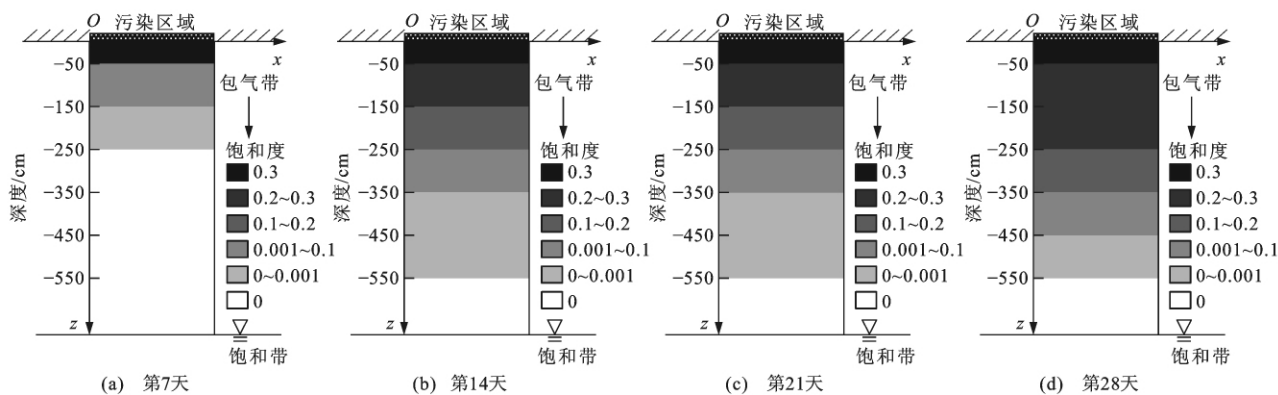 O 污染区域
x
-50
包气带
-150
饱和度
-250
0.3
-350
0.2~0.3
0.1~0.2
-450
0.001~0.1
0~0.001
-550
0
深度/cm
z
饱和带
(a) 第7天
O 污染区域
x
-50
包气带
-150
饱和度
-250
0.3
-350
0.2~0.3
0.1~0.2
-450
0.001~0.1
0~0.001
-550
0
深度/cm
z
饱和带
(b) 第14天
O 污染区域
x
-50
包气带
-150
饱和度
-250
0.3
-350
0.2~0.3
0.1~0.2
-450
0.001~0.1
0~0.001
-550
0
深度/cm
z
饱和带
(c) 第21天
O 污染区域
x
-50
包气带
-150
饱和度
-250
0.3
-350
0.2~0.3
0.1~0.2
-450
0.001~0.1
0~0.001
-550
0
深度/cm
z
饱和带
(d) 第28天